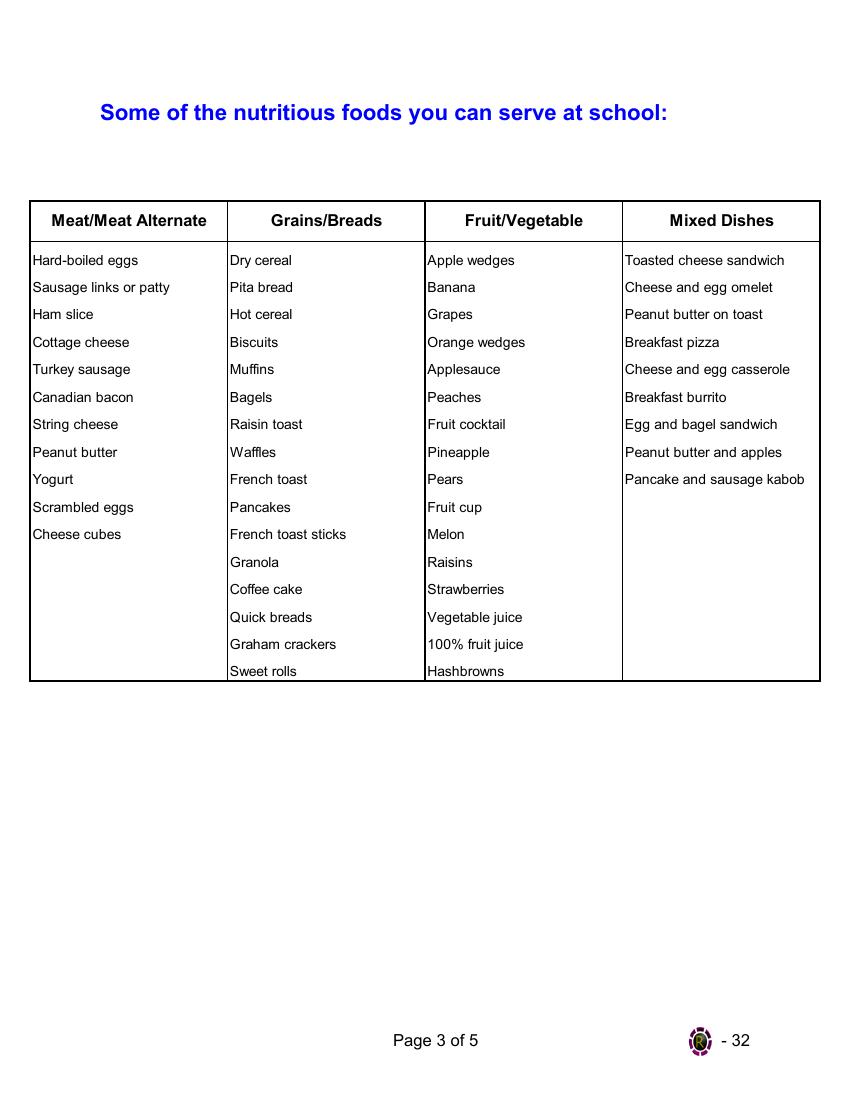 Some of the nutritious foods you can serve at school:
Meat/Meat Alternate Grains/Breads Fruit/Vegetable Mixed Dishes
Hard-boiled eggs Dry cereal Apple wedges Toasted cheese sandwich
Sausage links or patty Pita bread Banana Cheese and egg omelet
Ham slice Hot cereal Grapes Peanut butter on toast
Cottage cheese Biscuits Orange wedges Breakfast pizza
Turkey sausage Muffins Applesauce Cheese and egg casserole
Canadian bacon Bagels Peaches Breakfast burrito
String cheese Raisin toast Fruit cocktail Egg and bagel sandwich
Peanut butter Waffles Pineapple Peanut butter and apples
Yogurt French toast Pears Pancake and sausage kabob
Scrambled eggs Pancakes Fruit cup
Cheese cubes French toast sticks Melon
Granola Raisins
Coffee cake Strawberries
Quick breads Vegetable juice
Graham crackers 100% fruit juice
Sweet rolls Hashbrowns
Page 3 of 5 R - 32